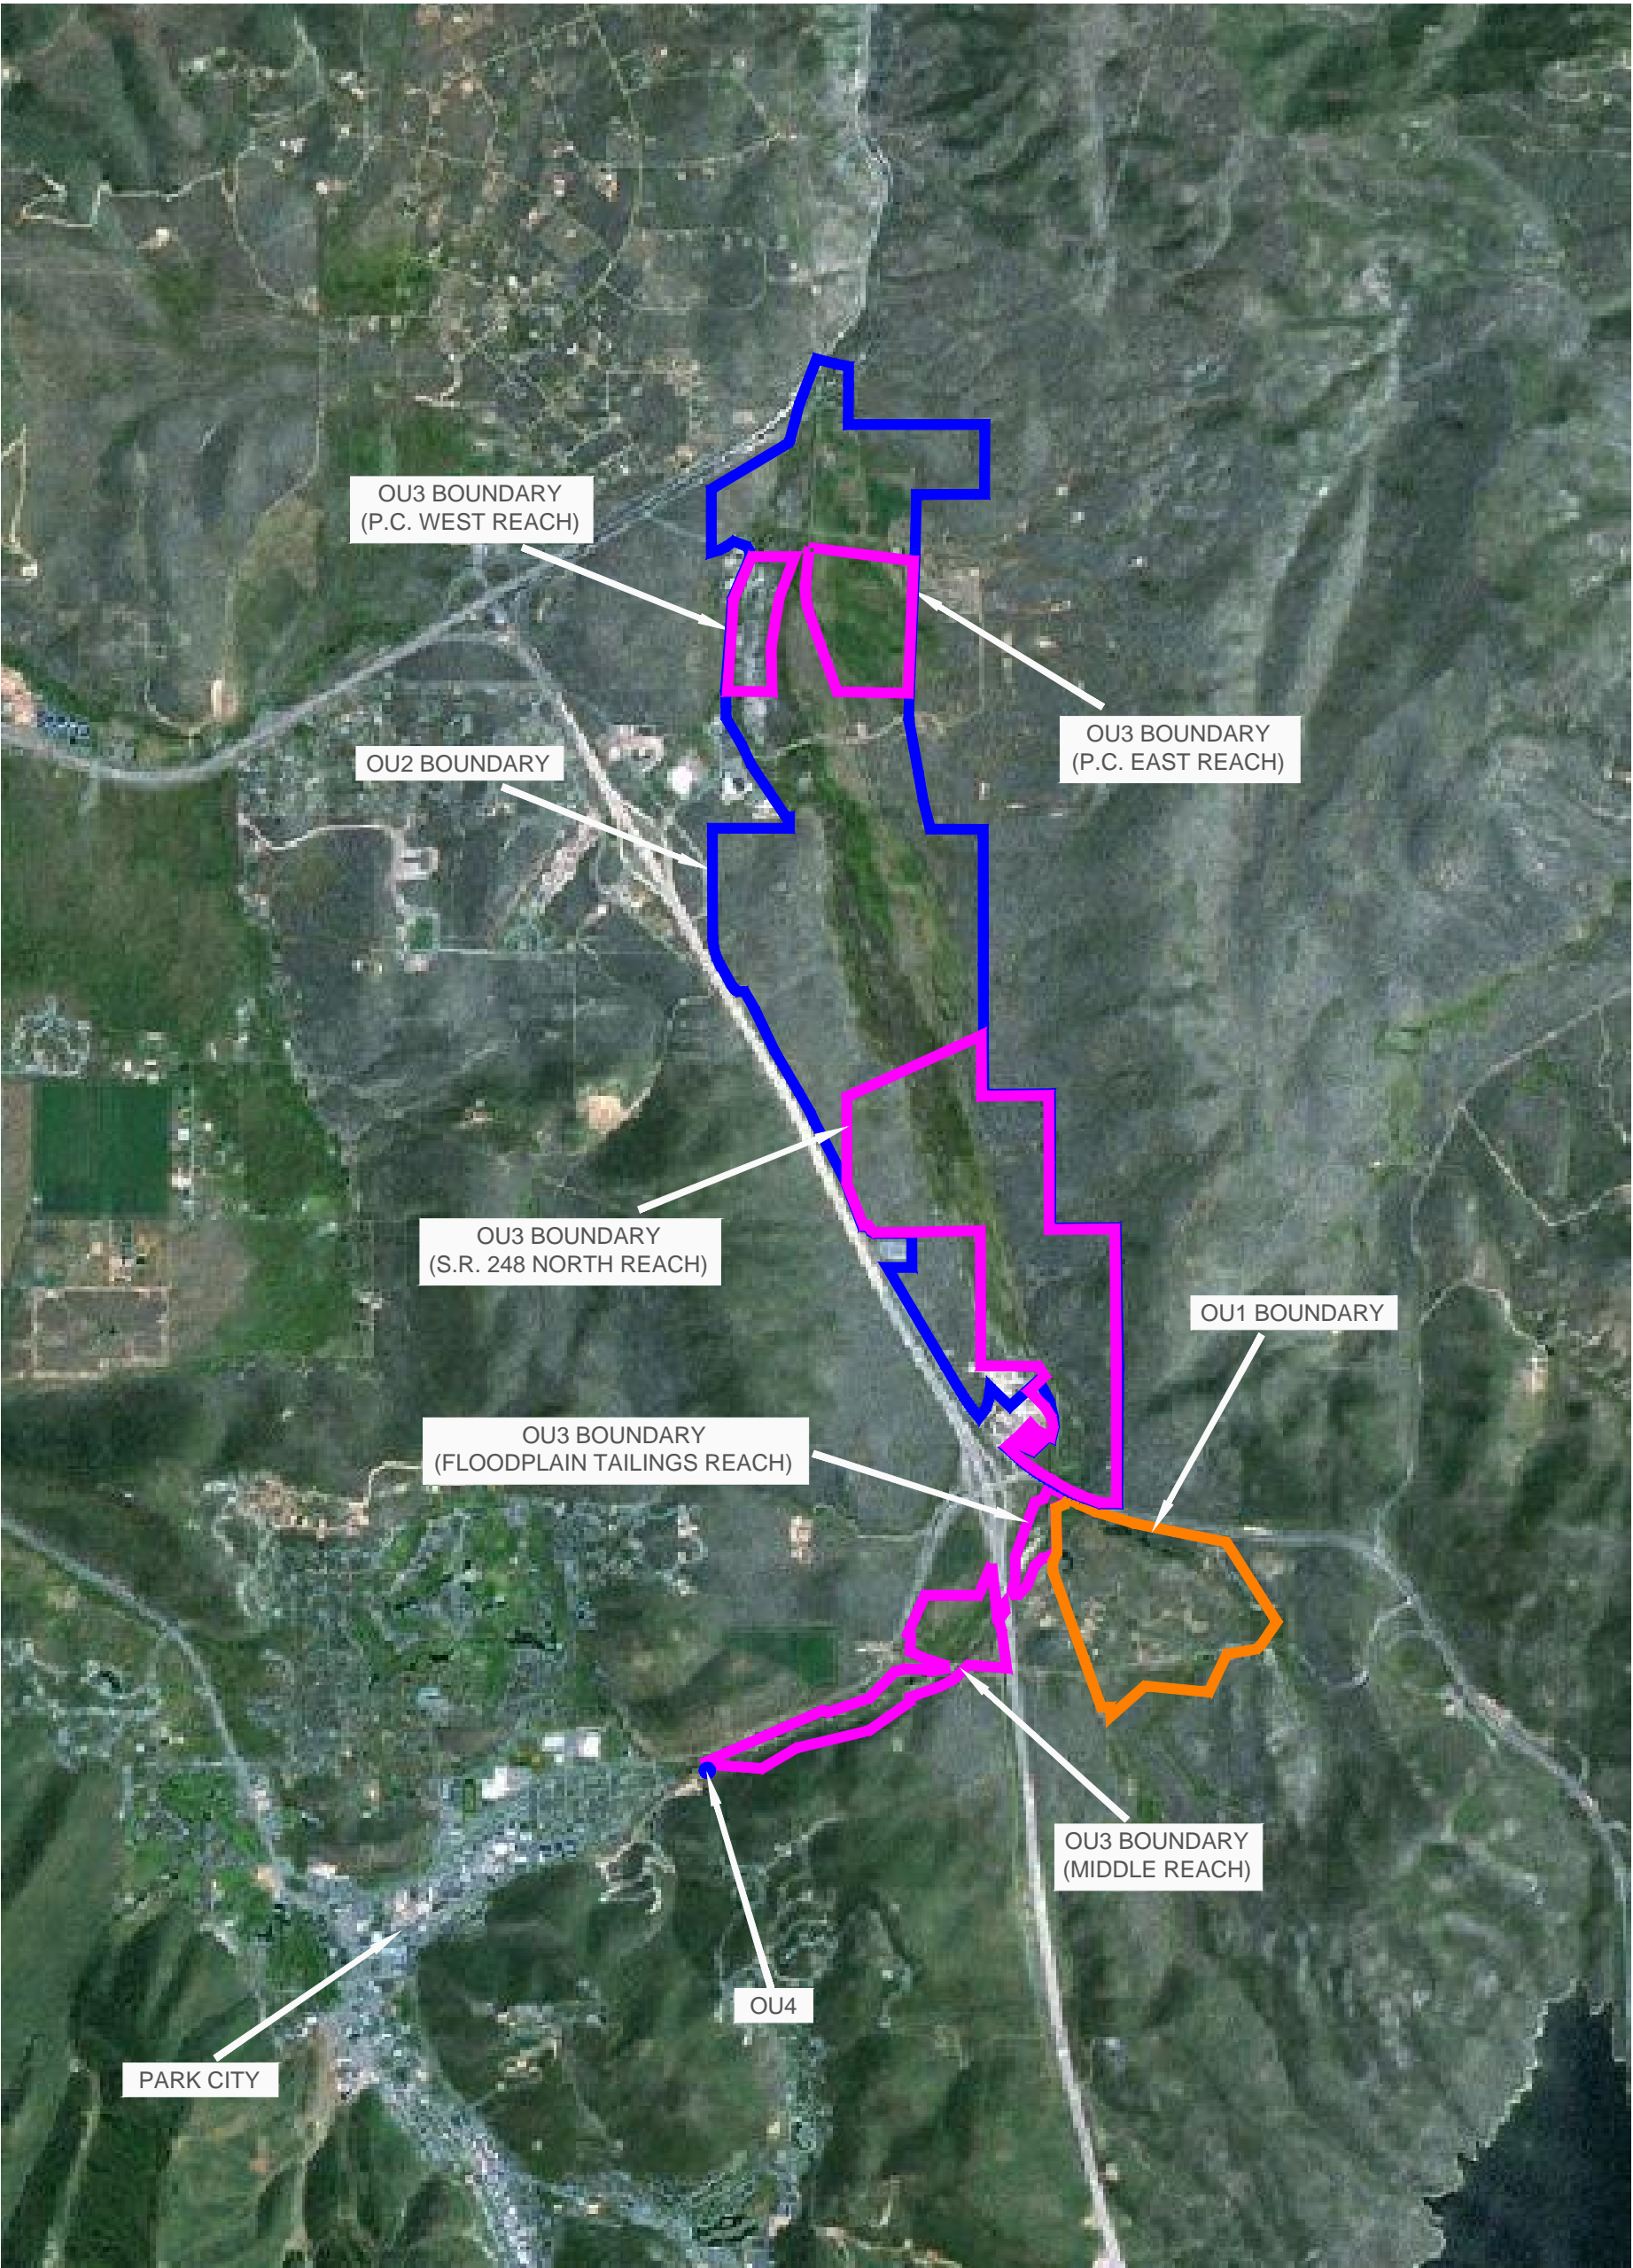 OU3 BOUNDARY
(P.C. WEST REACH)
OU3 BOUNDARY
(P.C. EAST REACH)
OU2 BOUNDARY
OU3 BOUNDARY
(S.R. 248 NORTH REACH)
OU1 BOUNDARY
OU3 BOUNDARY
(FLOODPLAIN TAILINGS REACH)
OU3 BOUNDARY
(MIDDLE REACH)
OU4
PARK CITY